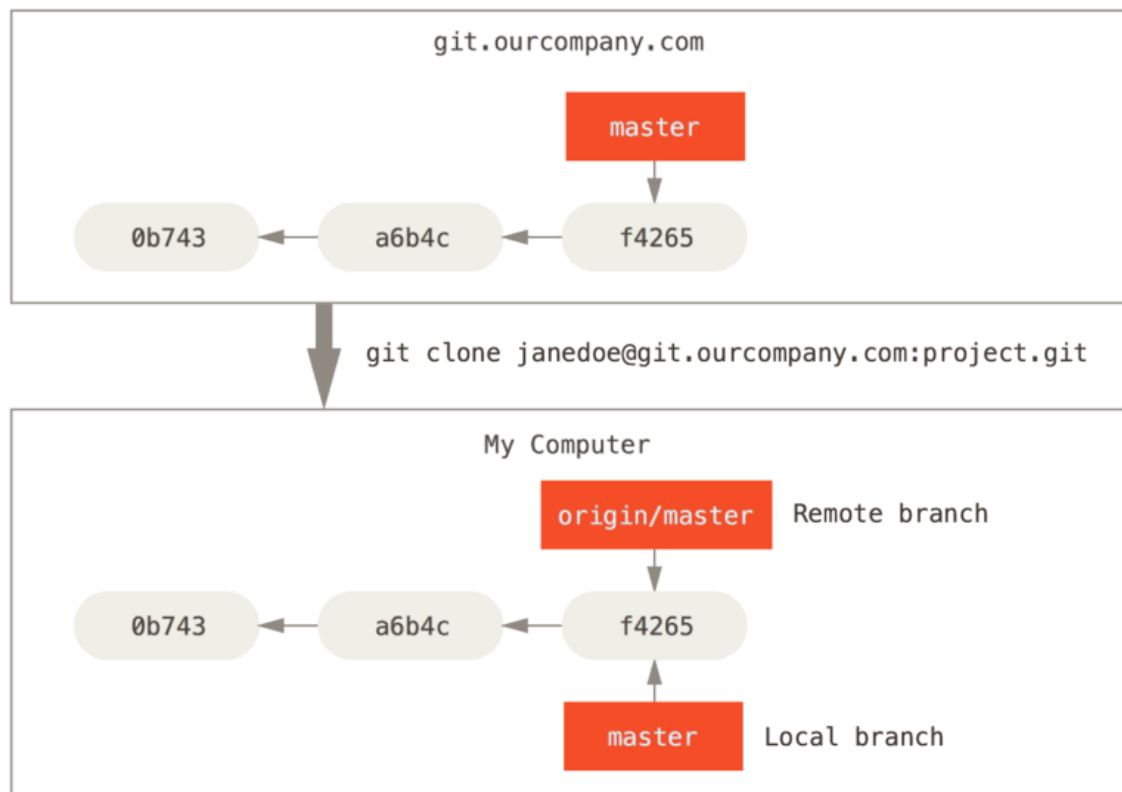 git.ourcompany.com
master
0b743 a6b4c f4265
git clone janedoe@git.ourcompany.com:project.git
My Computer
origin/master Remote branch
0b743 a6b4c f4265
master Local branch